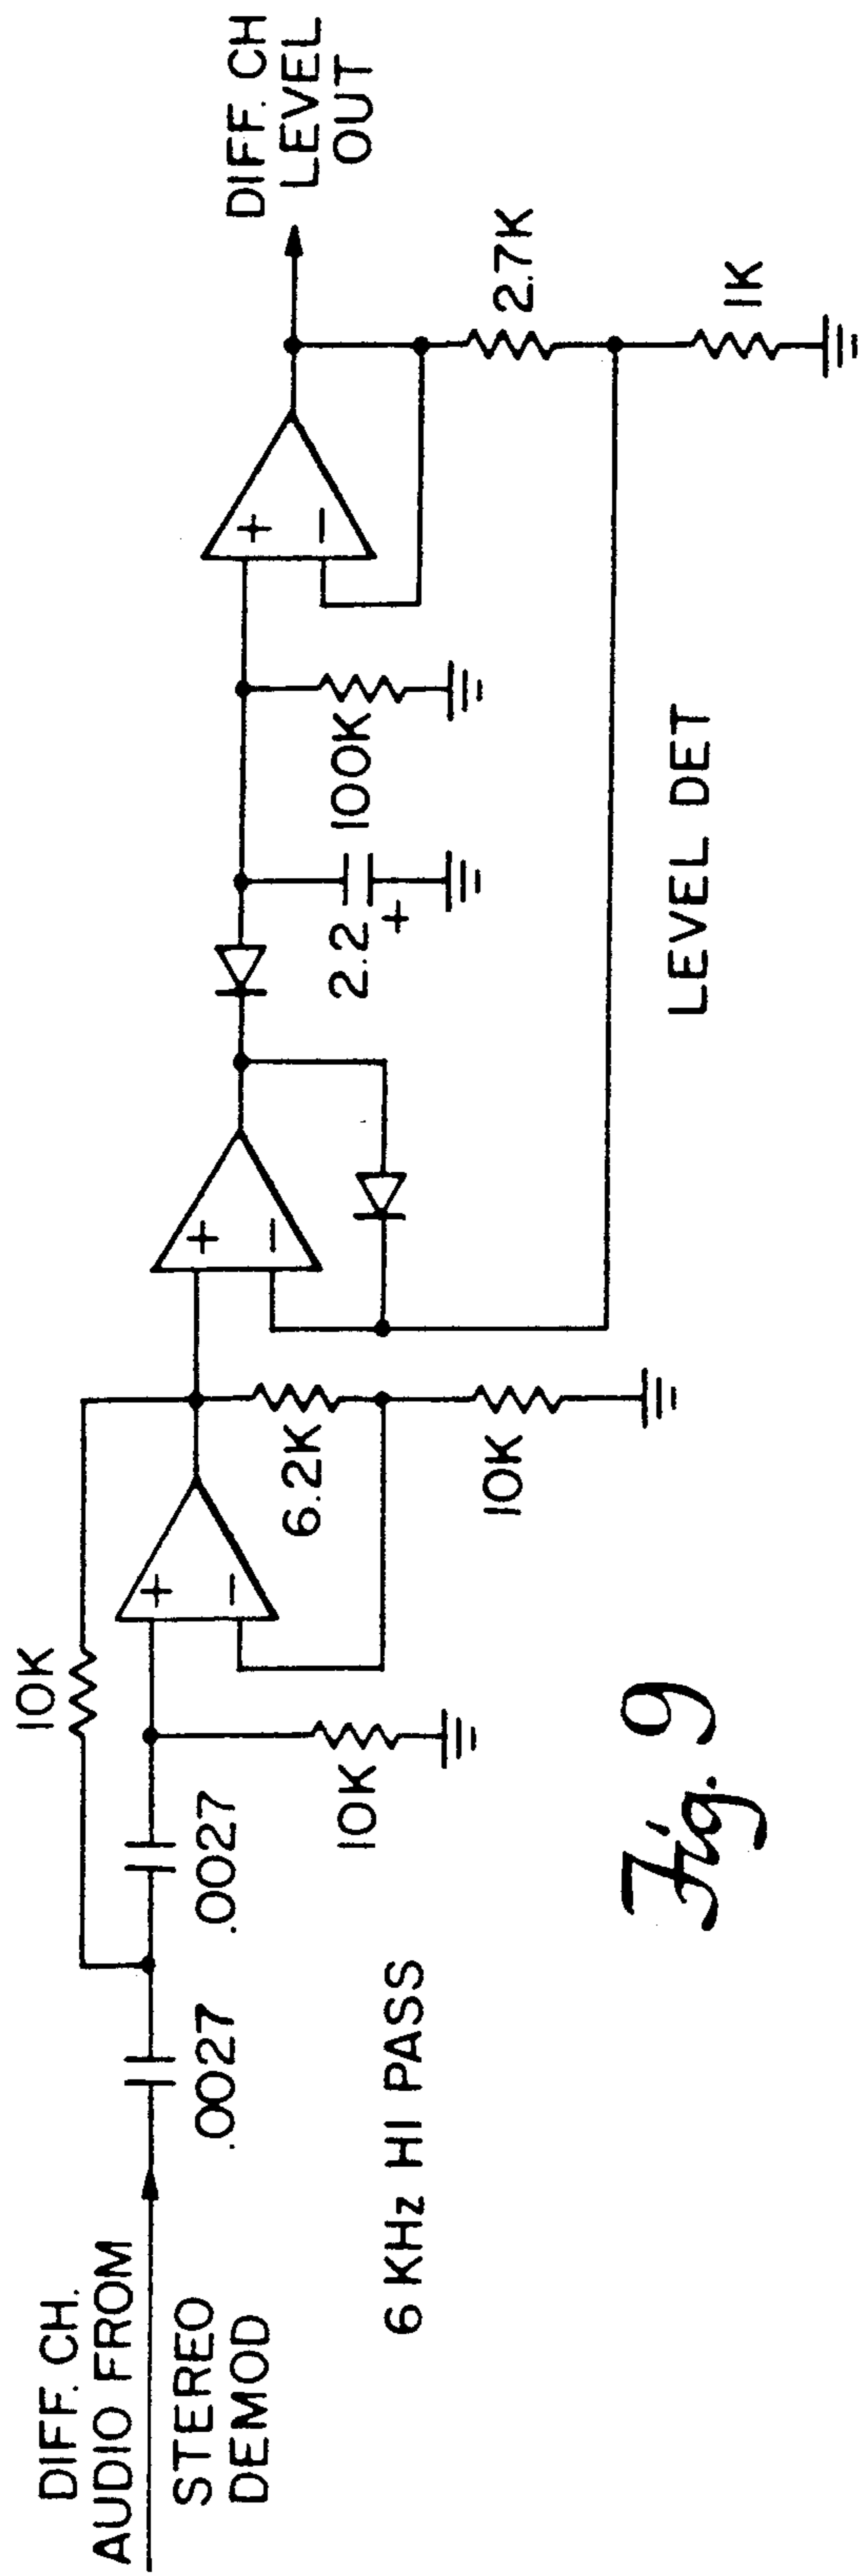 DIFF. CH.
AUDIO FROM
STEREO
DEMOD
.0027
.0027
10K
10K
+
−
6.2K
10K
6 KHz HI PASS
+
−
2.2
+
100K
+
−
DIFF. CH
LEVEL
OUT
2.7K
1K
LEVEL DET
Fig. 9